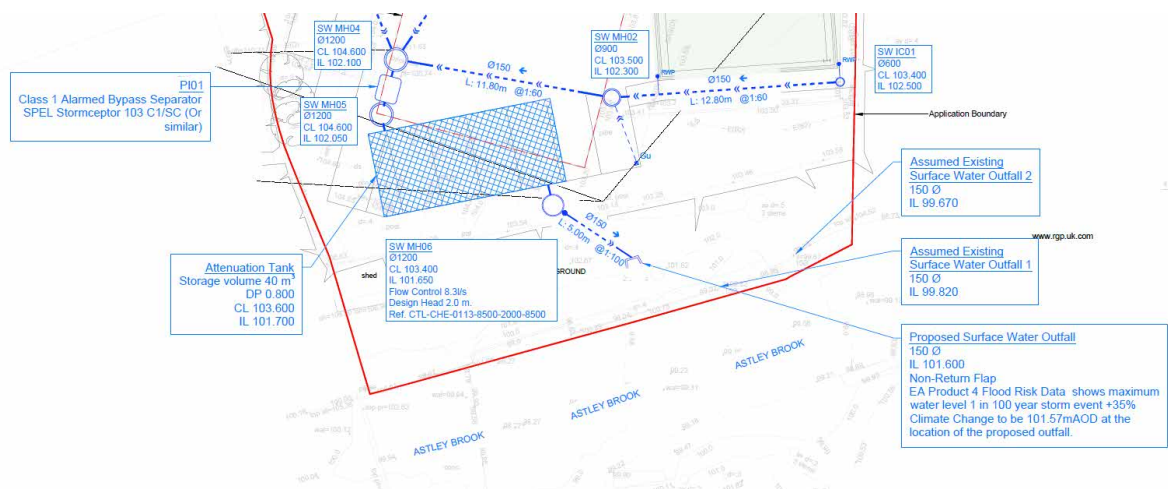 SW MH04
Ø1200
CL 104.600
IL 102.100
PI01
Class 1 Alarmed Bypass Separator
SPEL Stormceptor 103 C1/SC (Or
similar)
SW MH05
Ø1200
CL 104.600
IL 102.050
Ø150
L: 11.80m @1:60
SW MH02
Ø900
CL 103.500
IL 102.300
RWP
Ø150
L: 12.80m @1:60
RWP
SW IC01
Ø600
CL 103.400
IL 102.500
Application Boundary
Gu
Assumed Existing
Surface Water Outfall 2
150 Ø
IL 99.670
www.rgp.uk.com
Assumed Existing
Surface Water Outfall 1
150 Ø
IL 99.820
Ø150
L: 5.00m @1:100
Attenuation Tank
Storage volume 40 m³
DP 0.800
CL 103.600
IL 101.700
shed
SW MH06
Ø1200
CL 103.400
IL 101.650
Flow Control 8.3l/s
Design Head 2.0 m.
Ref. CTL-CHE-0113-8500-2000-8500
Proposed Surface Water Outfall
150 Ø
IL 101.600
Non-Return Flap
EA Product 4 Flood Risk Data shows maximum
water level 1 in 100 year storm event +35%
Climate Change to be 101.57mAOD at the
location of the proposed outfall.
ASTLEY BROOK
ASTLEY BROOK
ASTLEY BROOK